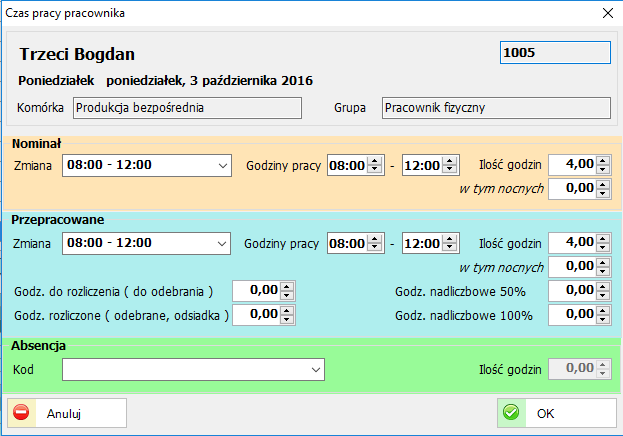 Czas pracy pracownika
Trzeci Bogdan 1005
Poniedziałek poniedziałek, 3 października 2016
Komórka Produkcja bezpośrednia Grupa Pracownik fizyczny
Nominał
Zmiana 08:00 - 12:00 Godziny pracy 08:00 - 12:00 Ilość godzin 4,00
w tym nocnych 0,00
Przepracowane
Zmiana 08:00 - 12:00 Godziny pracy 08:00 - 12:00 Ilość godzin 4,00
w tym nocnych 0,00
Godz. do rozliczenia ( do odebrania ) 0,00 Godz. nadliczbowe 50% 0,00
Godz. rozliczone ( odebrane, odsiadka ) 0,00 Godz. nadliczbowe 100% 0,00
Absencja
Kod Ilość godzin 0,00
Anuluj OK